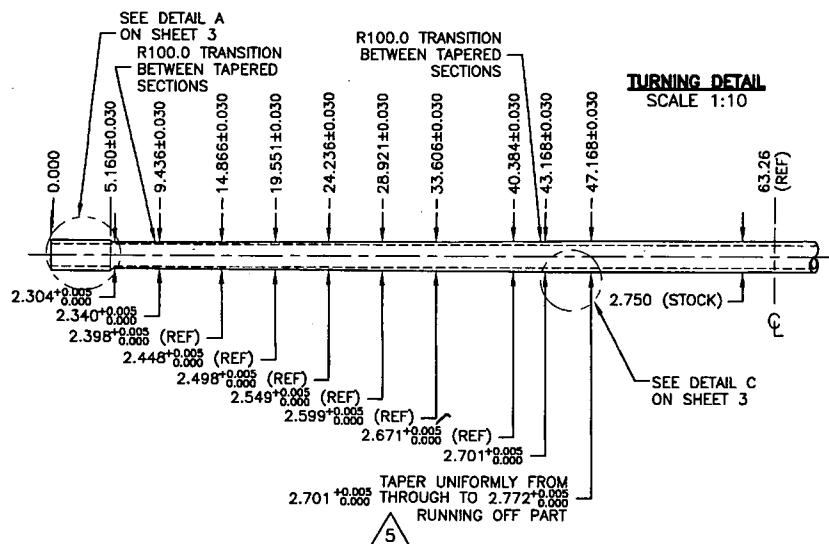 SEE DETAIL A
ON SHEET 3
R100.0 TRANSITION
BETWEEN TAPERED
SECTIONS
R100.0 TRANSITION
BETWEEN TAPERED
SECTIONS
TURNING DETAIL
SCALE 1:10
0.000
5.160±0.030
9.436±0.030
14.866±0.030
19.551±0.030
24.236±0.030
28.921±0.030
33.606±0.030
40.384±0.030
43.168±0.030
47.168±0.030
63.26
(REF)
2.304+0.005 0.000
2.340+0.005 0.000
2.398+0.005 0.000 (REF)
2.448+0.005 0.000 (REF)
2.498+0.005 0.000 (REF)
2.549+0.005 0.000 (REF)
2.599+0.005 0.000 (REF)
2.671+0.005 0.000 (REF)
2.701+0.005 0.000
2.750 (STOCK)
℄
SEE DETAIL C
ON SHEET 3
TAPER UNIFORMLY FROM
2.701 +0.005 0.000 THROUGH TO 2.772+0.005 0.000
RUNNING OFF PART
5